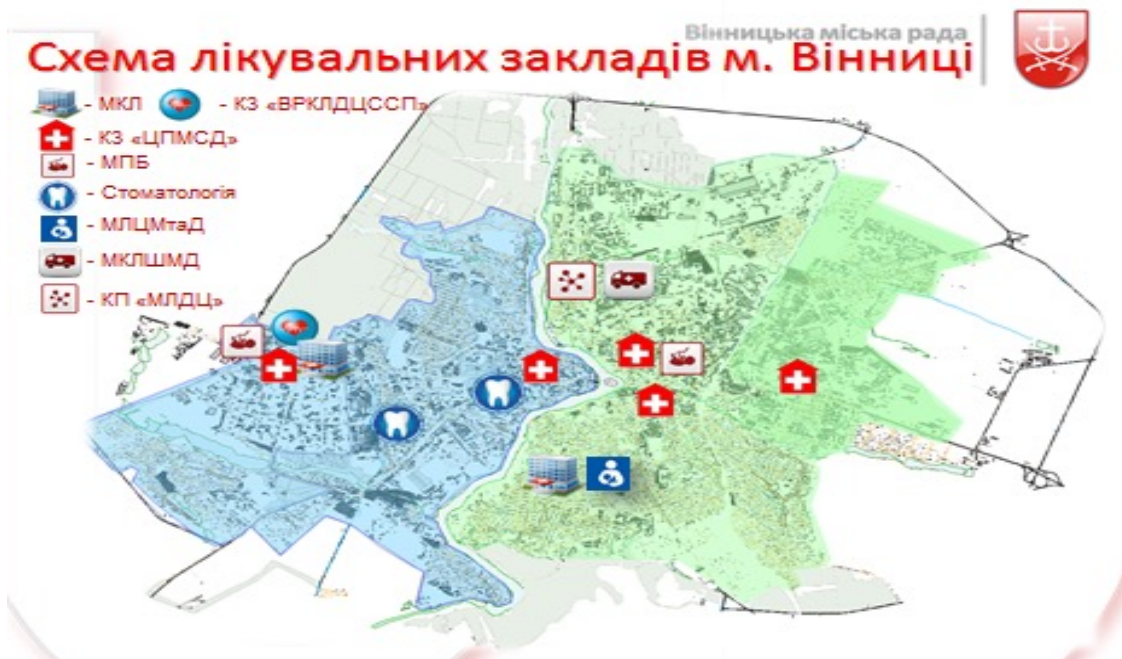 Вінницька міська рада
Схема лікувальних закладів м. Вінниці
- МКЛ - КЗ «ВРКЛДЦССП»
- КЗ «ЦПМСД»
- МПБ
- Стоматологія
- МЛЦМтаД
- МКЛШМД
- КП «МЛДЦ»